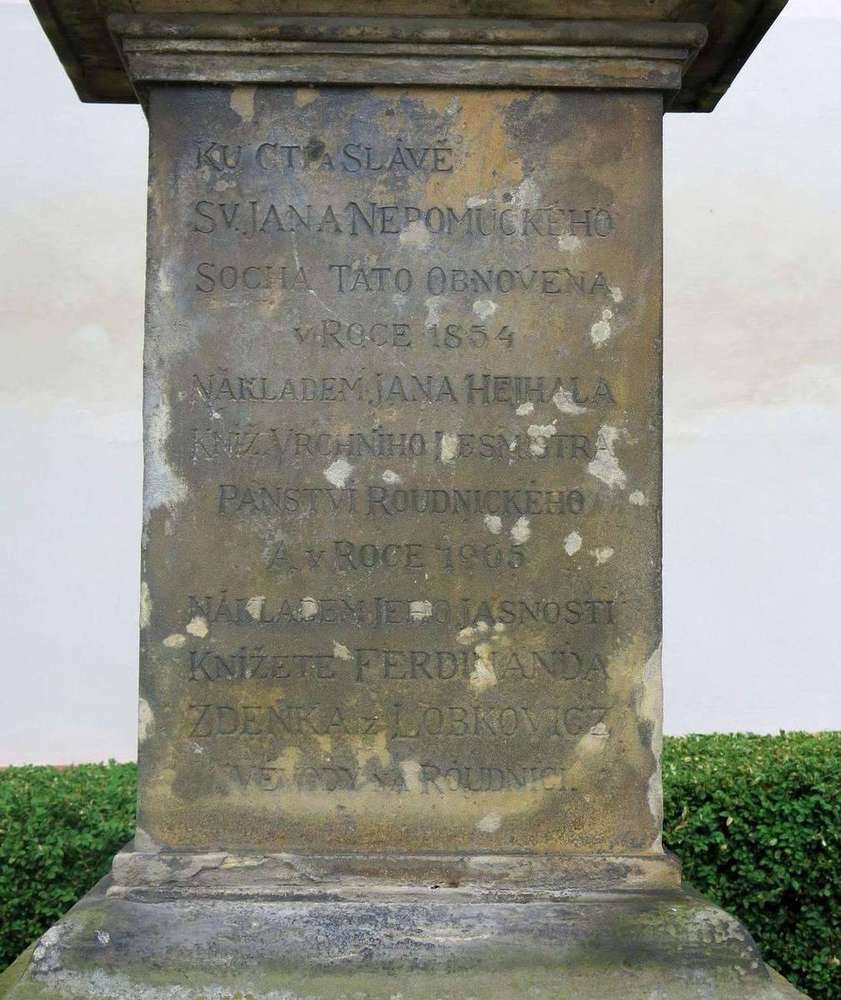 KU CTI A SLÁVĚ
SV. JANA NEPOMUCKÉHO
SOCHA TATO OBNOVENA
V ROCE 1854
NÁKLADEM JANA HEJHALA
KNÍŽ. VRCHNÍHO LESMISTRA
PANSTVÍ ROUDNICKÉHO
A V ROCE 1905
NÁKLADEM JEHO JASNOSTI
KNÍŽETE FERDINANDA
ZDENKA Z LOBKOVICZ
VÉVODY NA ROUDNICI.